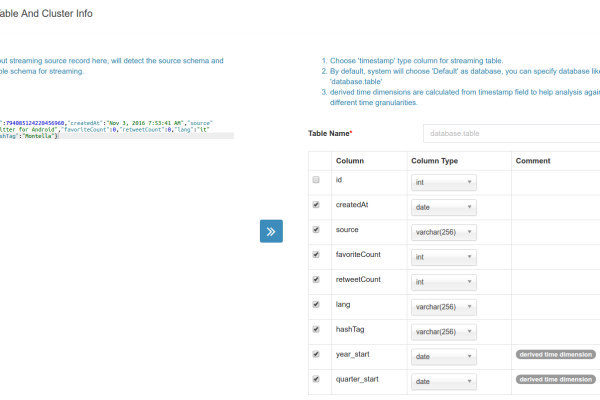 Table And Cluster Info
out streaming source record here, will detect the source schema and
ble schema for streaming.
":794085124220456960,"createdAt":"Nov 3, 2016 7:53:41 AM","source"
itter for Android","favoriteCount":0,"retweetCount":0,"lang":"it"
ashTag":"Montella"}
1. Choose 'timestamp' type column for streaming table.
2. By default, system will choose 'Default' as database, you can specify database like
'database.table'
3. derived time dimensions are calculated from timestamp field to help analysis again
different time granularities.
Table Name* database.table
Column Column Type Comment
id int
createdAt date
source varchar(256)
favoriteCount int
retweetCount int
lang varchar(256)
hashTag varchar(256)
year_start date derived time dimension
quarter_start date derived time dimension